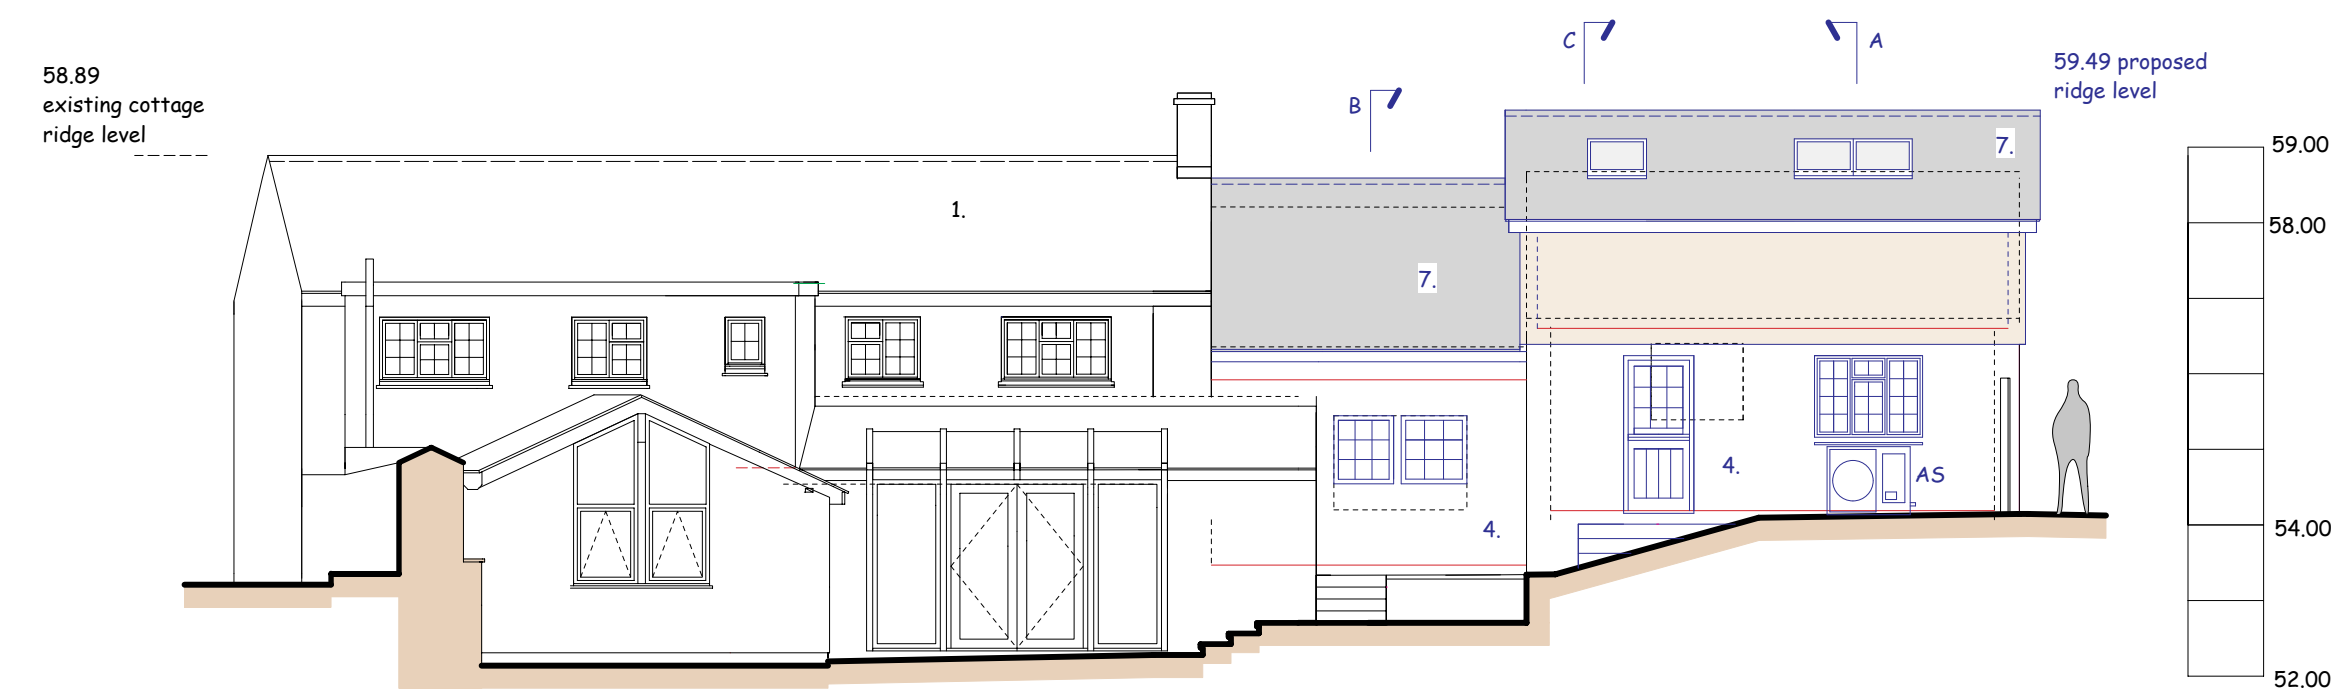 58.89
existing cottage
ridge level
C
A
B
59.49 proposed
ridge level
59.00
58.00
54.00
52.00
1.
7.
7.
4.
4.
AS